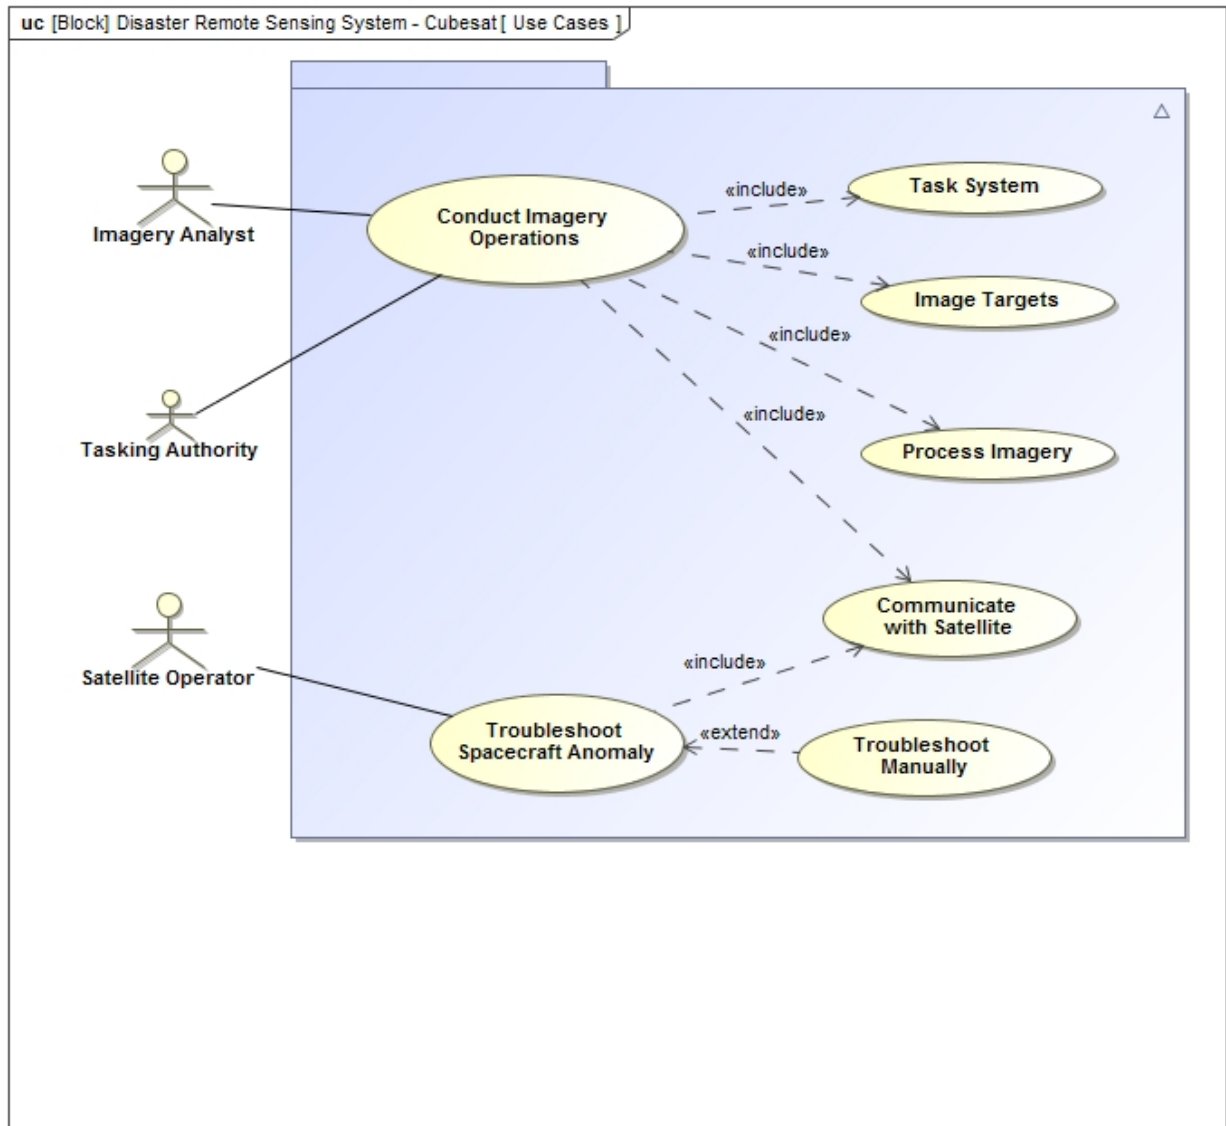 uc [Block] Disaster Remote Sensing System - Cubesat [ Use Cases ]
Imagery Analyst
Conduct Imagery
Operations
«include»
Task System
«include»
Image Targets
«include»
Process Imagery
Tasking Authority
«include»
Communicate
with Satellite
Satellite Operator
«include»
Troubleshoot
Spacecraft Anomaly
«extend»
Troubleshoot
Manually